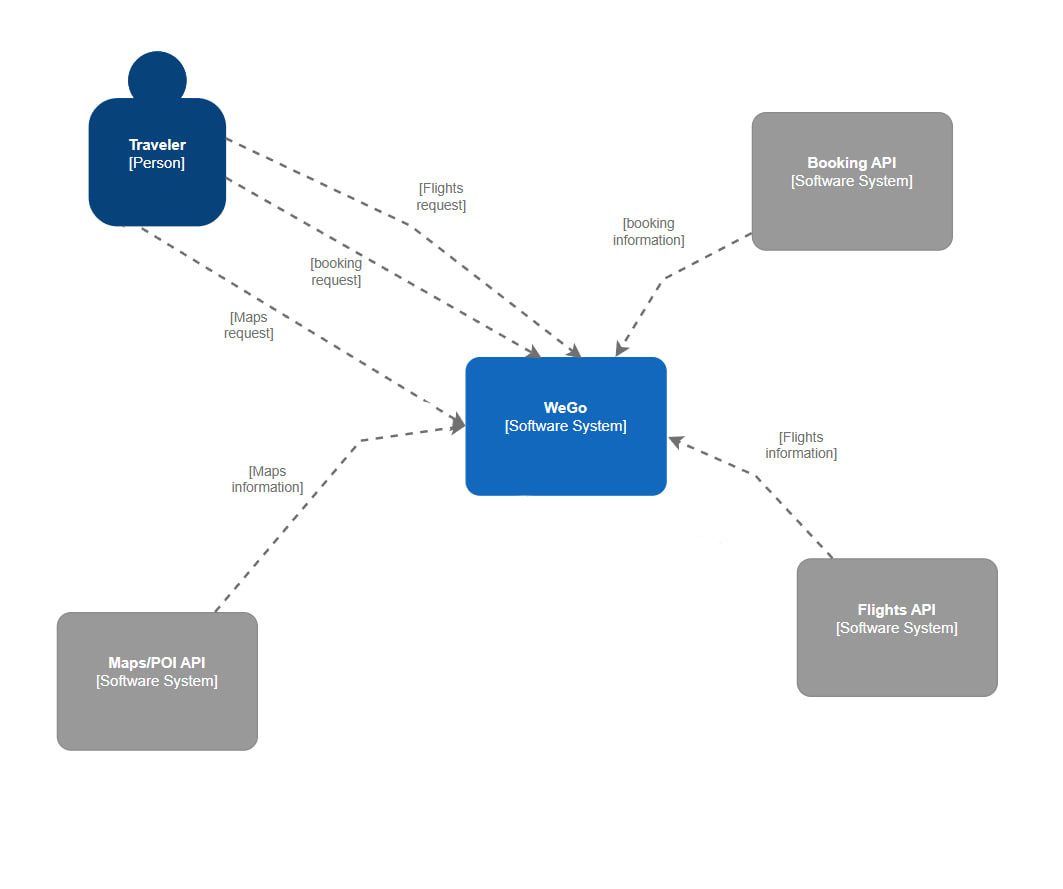 Traveler
[Person]
Booking API
[Software System]
[Flights
request]
[booking
information]
[booking
request]
[Maps
request]
WeGo
[Software System]
[Flights
information]
[Maps
information]
Flights API
[Software System]
Maps/POI API
[Software System]